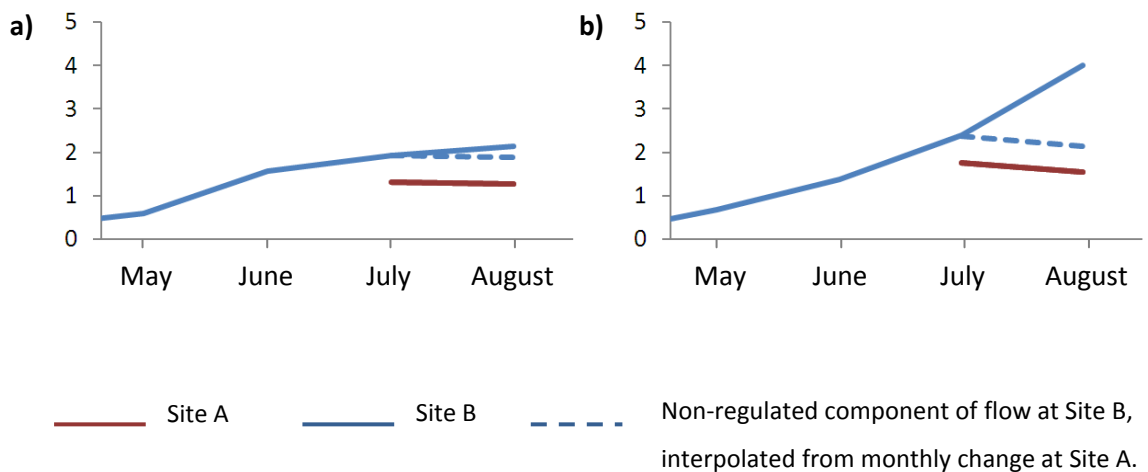 a)
5
4
3
2
1
0
May June July August
b)
5
4
3
2
1
0
May June July August
Site A
Site B
Non-regulated component of flow at Site B,
interpolated from monthly change at Site A.